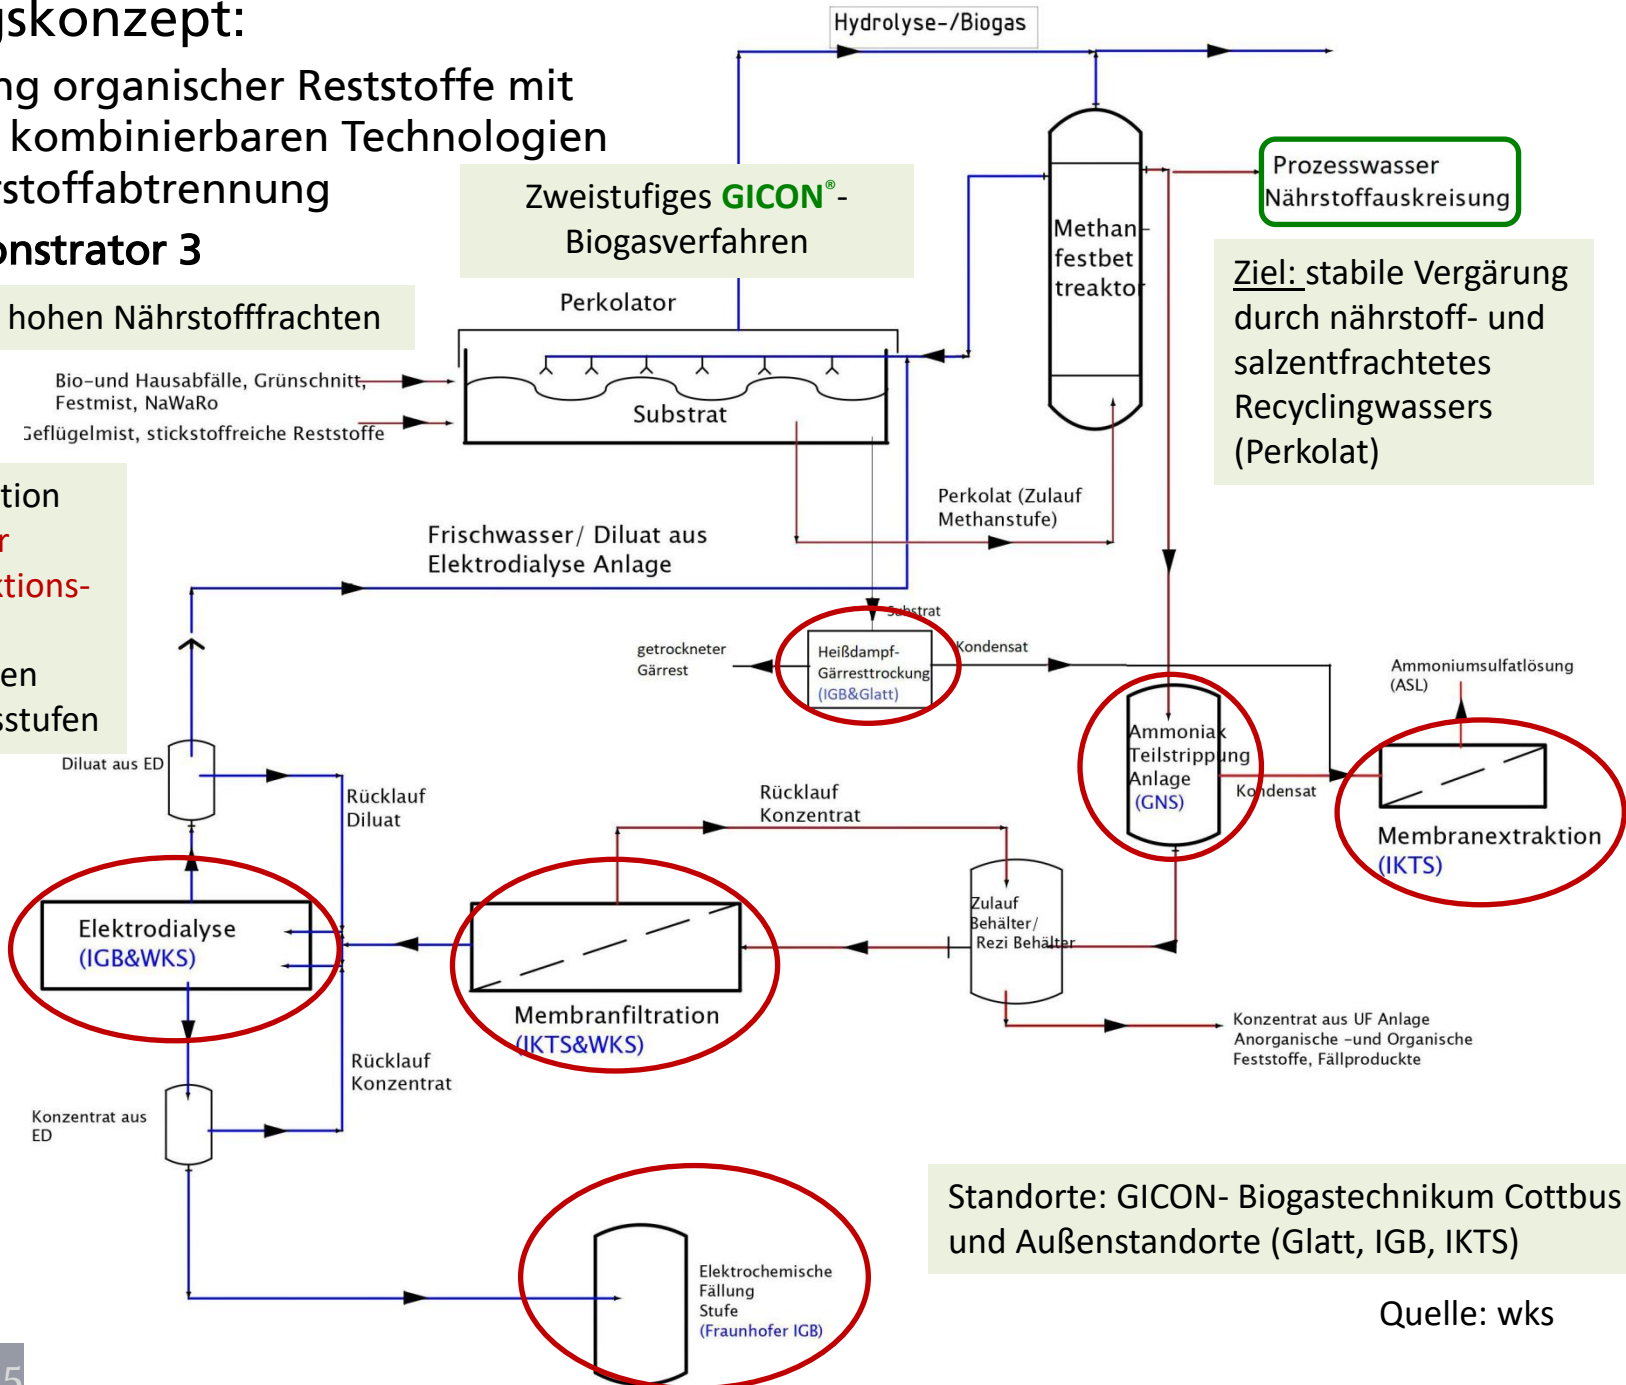 gskonzept:
ng organischer Reststoffe mit
kombinierbaren Technologien
rstoffabtrennung
onstrator 3
hohen Nährstofffrachten
Hydrolyse-/Biogas
Zweistufiges GICON®-
Biogasverfahren
Prozesswasser
Nährstoffauskreisung
Methan-
festbet
treaktor
Ziel: stabile Vergärung
durch nährstoff- und
salzentfrachtetes
Recyclingwassers
(Perkolat)
Perkolator
Bio-und Hausabfälle, Grünschnitt,
Festmist, NaWaRo
Geflügelmist, stickstoffreiche Reststoffe
Substrat
tion
r
ktions-
en
sstufen
Perkolat (Zulauf
Methanstufe)
Frischwasser/ Diluat aus
Elektrodialyse Anlage
Substrat
getrockneter
Gärrest
Heißdampf-
Gärresttrockung
(IGB&Glatt)
Kondensat
Ammoniumsulfatlösung
(ASL)
Ammoniak
Teilstrippung
Anlage
(GNS)
Kondensat
Membranextraktion
(IKTS)
Diluat aus ED
Rücklauf
Diluat
Rücklauf
Konzentrat
Zulauf
Behälter/
Rezi Behälter
Elektrodialyse
(IGB&WKS)
Membranfiltration
(IKTS&WKS)
Konzentrat aus UF Anlage
Anorganische -und Organische
Feststoffe, Fällproduckte
Rücklauf
Konzentrat
Konzentrat aus
ED
Elektrochemische
Fällung
Stufe
(Fraunhofer IGB)
Standorte: GICON- Biogastechnikum Cottbus
und Außenstandorte (Glatt, IGB, IKTS)
Quelle: wks
5